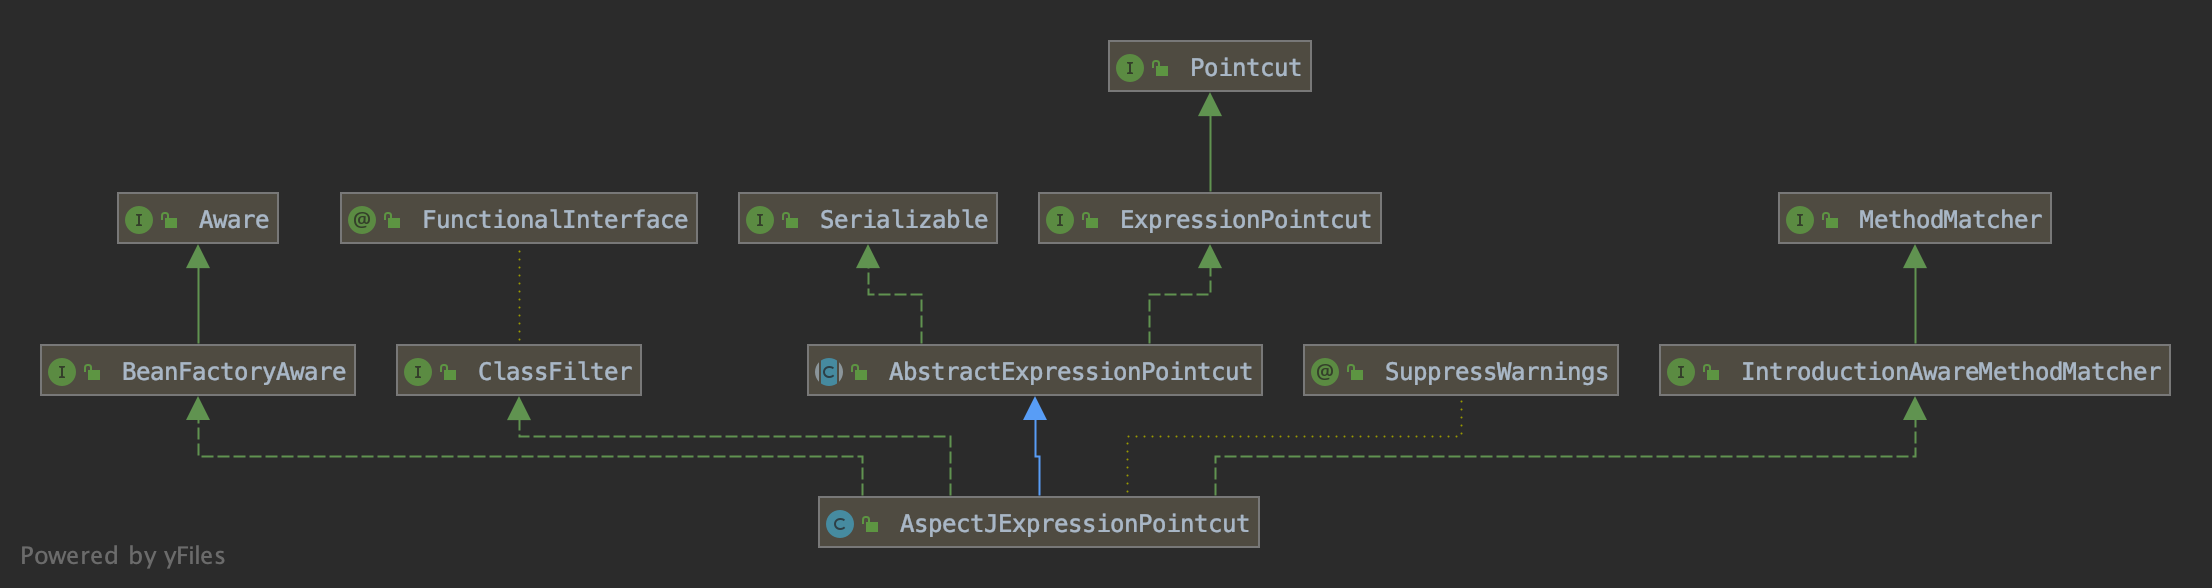 Pointcut
Aware
FunctionalInterface
Serializable
ExpressionPointcut
MethodMatcher
BeanFactoryAware
ClassFilter
AbstractExpressionPointcut
SuppressWarnings
IntroductionAwareMethodMatcher
AspectJExpressionPointcut
Powered by yFiles